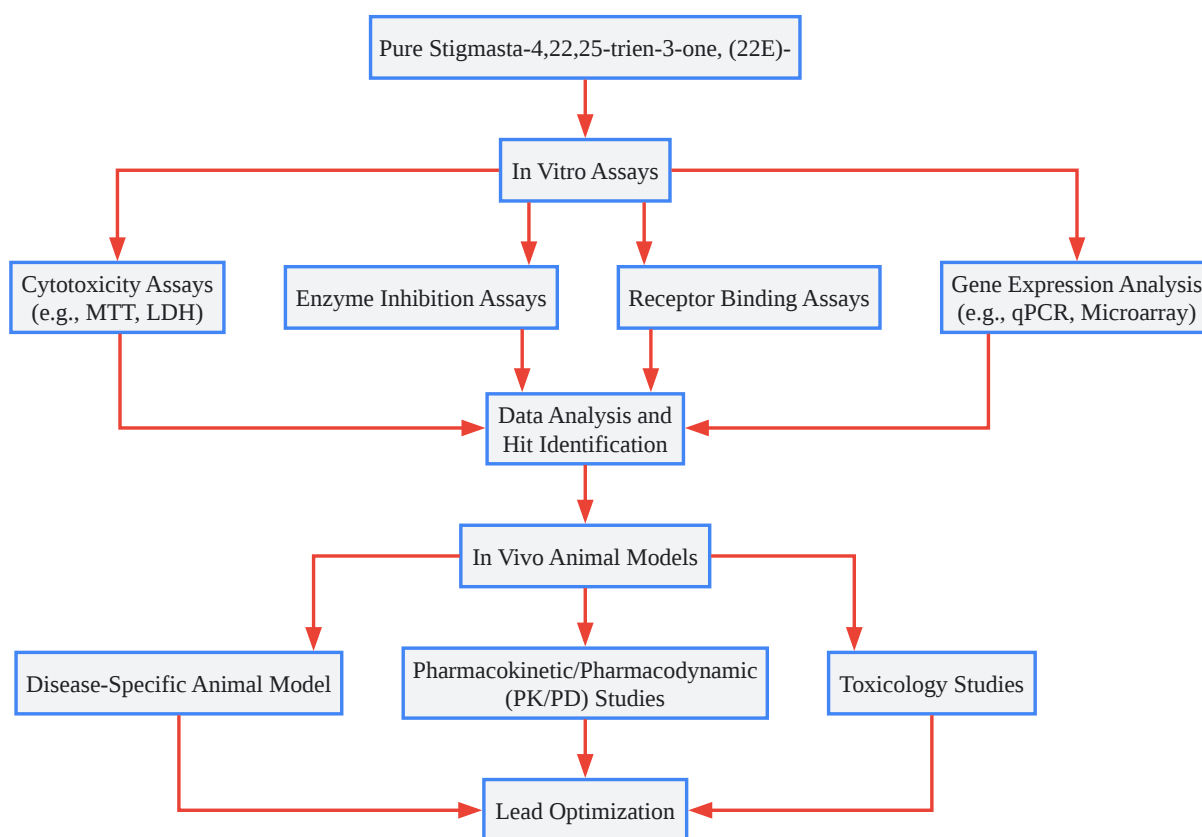 Pure Stigmasta-4,22,25-trien-3-one, (22E)-
In Vitro Assays
Cytotoxicity Assays
(e.g., MTT, LDH)
Enzyme Inhibition Assays
Receptor Binding Assays
Gene Expression Analysis
(e.g., qPCR, Microarray)
Data Analysis and
Hit Identification
In Vivo Animal Models
Disease-Specific Animal Model
Pharmacokinetic/Pharmacodynamic
(PK/PD) Studies
Toxicology Studies
Lead Optimization